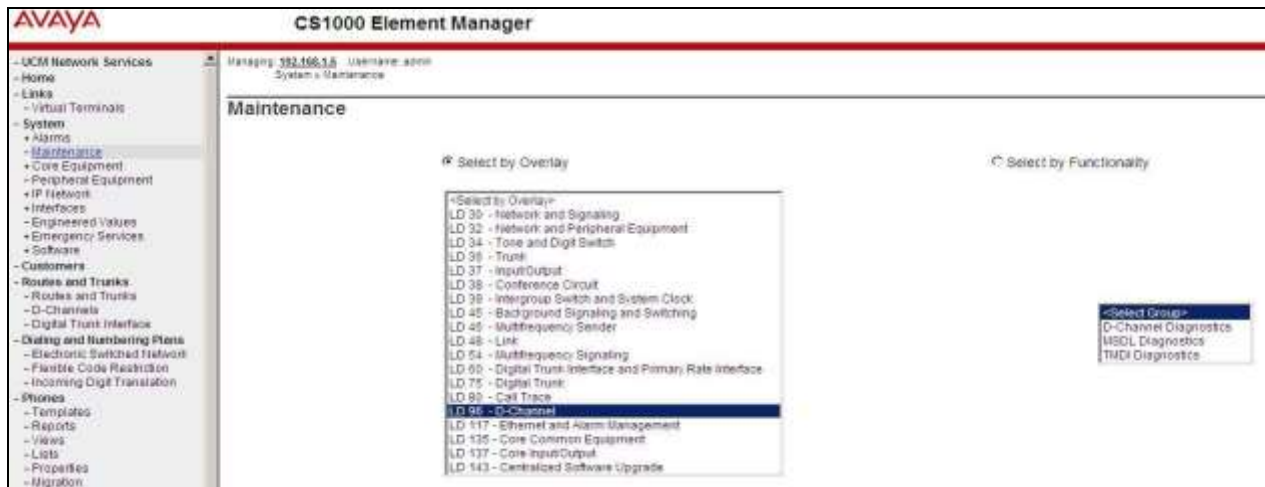 AVAYA
CS1000 Element Manager
- UCM Network Services
- Home
- Links
- Virtual Terminals
- System
+ Alarms
- Maintenance
+ Core Equipment
- Peripheral Equipment
+ IP Network
+ Interfaces
- Engineered Values
+ Emergency Services
+ Software
- Customers
- Routes and Trunks
- Routes and Trunks
- D-Channels
- Digital Trunk Interface
- Dialing and Numbering Plans
- Electronic Switched Network
- Flexible Code Restriction
- Incoming Digit Translation
- Phones
- Templates
- Reports
- Views
- Lists
- Properties
- Migration
Managing: 192.168.1.5 Username: admin
System » Maintenance
Maintenance
Select by Overlay
<Select by Overlay>
LD 30 - Network and Signaling
LD 32 - Network and Peripheral Equipment
LD 34 - Tone and Digit Switch
LD 36 - Trunk
LD 37 - Input/Output
LD 38 - Conference Circuit
LD 39 - Intergroup Switch and System Clock
LD 45 - Background Signaling and Switching
LD 46 - Multifrequency Sender
LD 48 - Link
LD 54 - Multifrequency Signaling
LD 60 - Digital Trunk Interface and Primary Rate Interface
LD 75 - Digital Trunk
LD 80 - Call Trace
LD 96 - D-Channel
LD 117 - Ethernet and Alarm Management
LD 135 - Core Common Equipment
LD 137 - Core Input/Output
LD 143 - Centralized Software Upgrade
Select by Functionality
<Select Group>
D-Channel Diagnostics
MSDL Diagnostics
TMDI Diagnostics